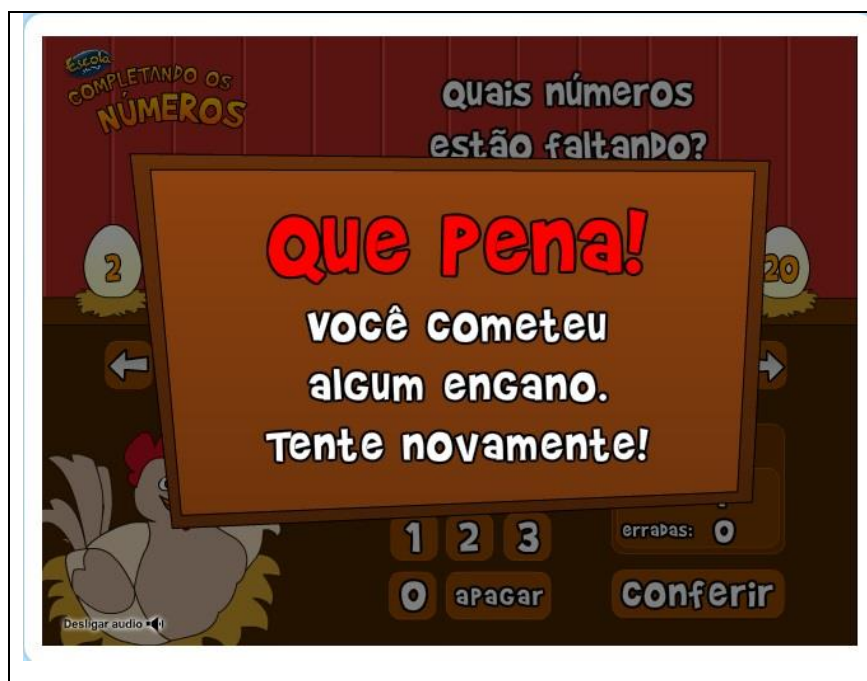 Escola
COMPLETANDO OS
NÚMEROS
Quais números
estão faltando?
Que pena!
Você cometeu
algum engano.
Tente novamente!
2
20
1 2 3
erradas: 0
0 apagar
conferir
Desligar audio